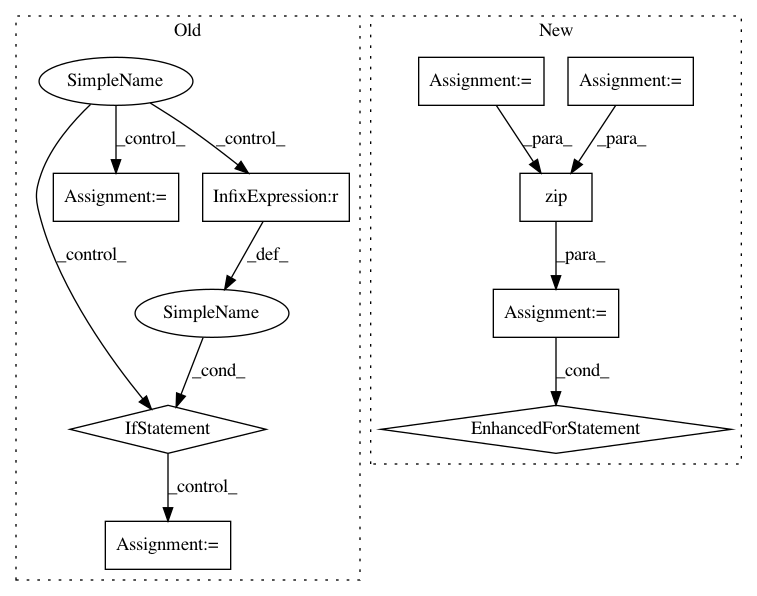 Old
New
SimpleName
Assignment:=
Assignment:=
_control_
_control_
_para_
_para_
Assignment:=
InfixExpression:r
zip
_control_
_def_
_para_
SimpleName
Assignment:=
_cond_
_cond_
IfStatement
EnhancedForStatement
_control_
Assignment:=